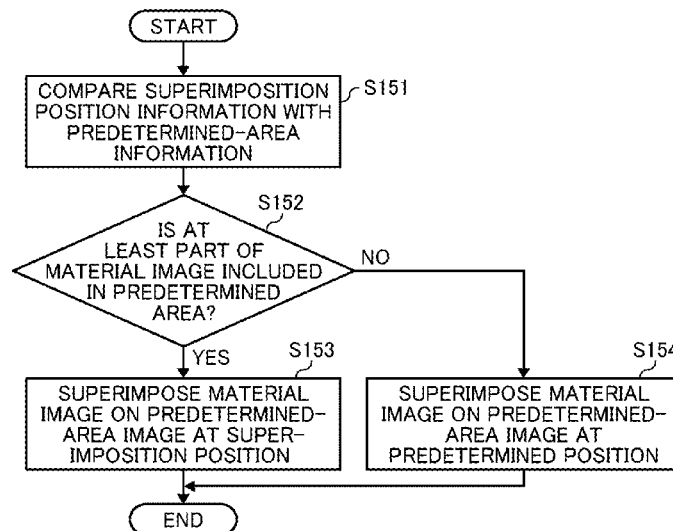 START
COMPARE SUPERIMPOSITION
POSITION INFORMATION WITH
PREDETERMINED-AREA
INFORMATION
S151
S152
IS AT
LEAST PART OF
MATERIAL IMAGE INCLUDED
IN PREDETERMINED
AREA?
NO
YES
S153
SUPERIMPOSE MATERIAL
IMAGE ON PREDETERMINED-
AREA IMAGE AT SUPER-
IMPOSITION POSITION
S154
SUPERIMPOSE MATERIAL
IMAGE ON PREDETERMINED-
AREA IMAGE AT
PREDETERMINED POSITION
END